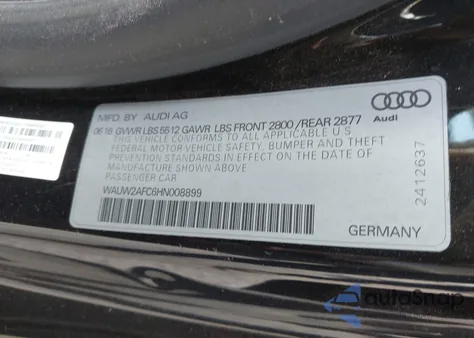 MFD. BY AUDI AG
06/16 GVWR LBS 5612 GAWR LBS FRONT 2800 /REAR 2877
THIS VEHICLE CONFORMS TO ALL APPLICABLE U S
FEDERAL MOTOR VEHICLE SAFETY, BUMPER AND THEFT
PREVENTION STANDARDS IN EFFECT ON THE DATE OF
MANUFACTURE SHOWN ABOVE
PASSENGER CAR
WAUW2AFC6HN008899
GERMANY
Audi
2412637
autoSnap